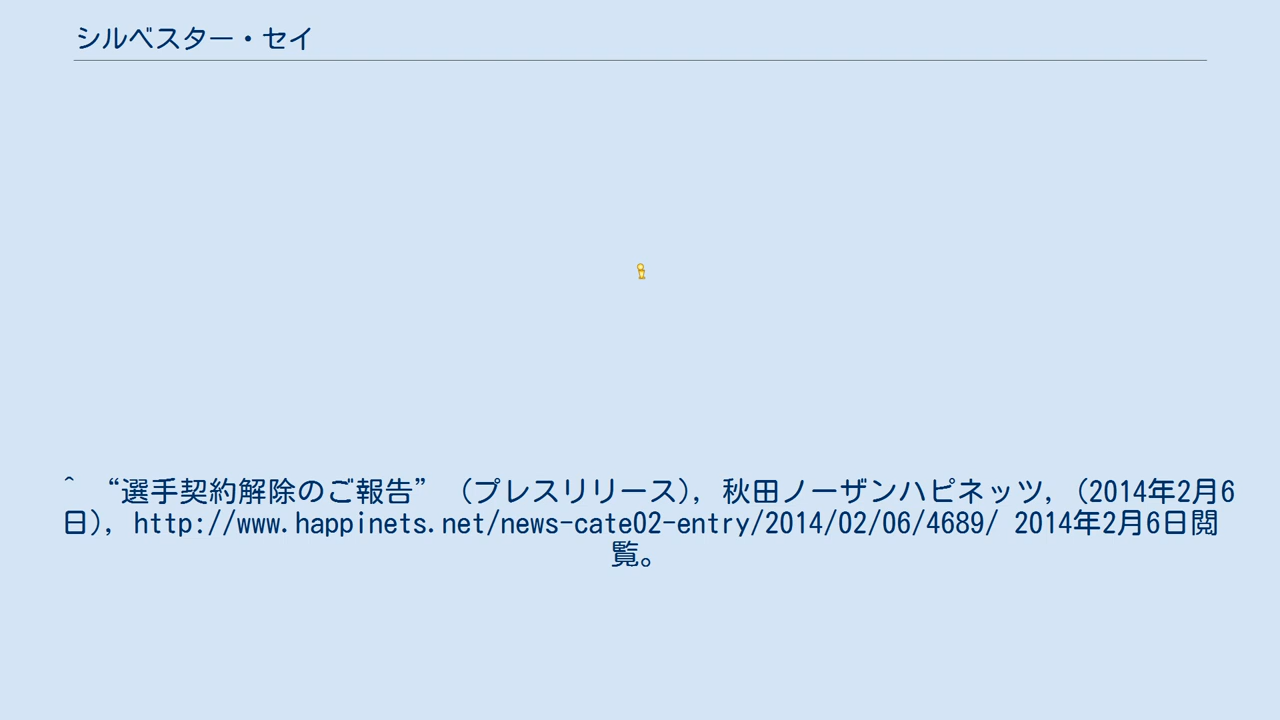 シルベスター・セイ
^ “選手契約解除のご報告” (プレスリリース), 秋田ノーザンハピネッツ, (2014年2月6
日), http://www.happinets.net/news-cate02-entry/2014/02/06/4689/ 2014年2月6日閲
覧。